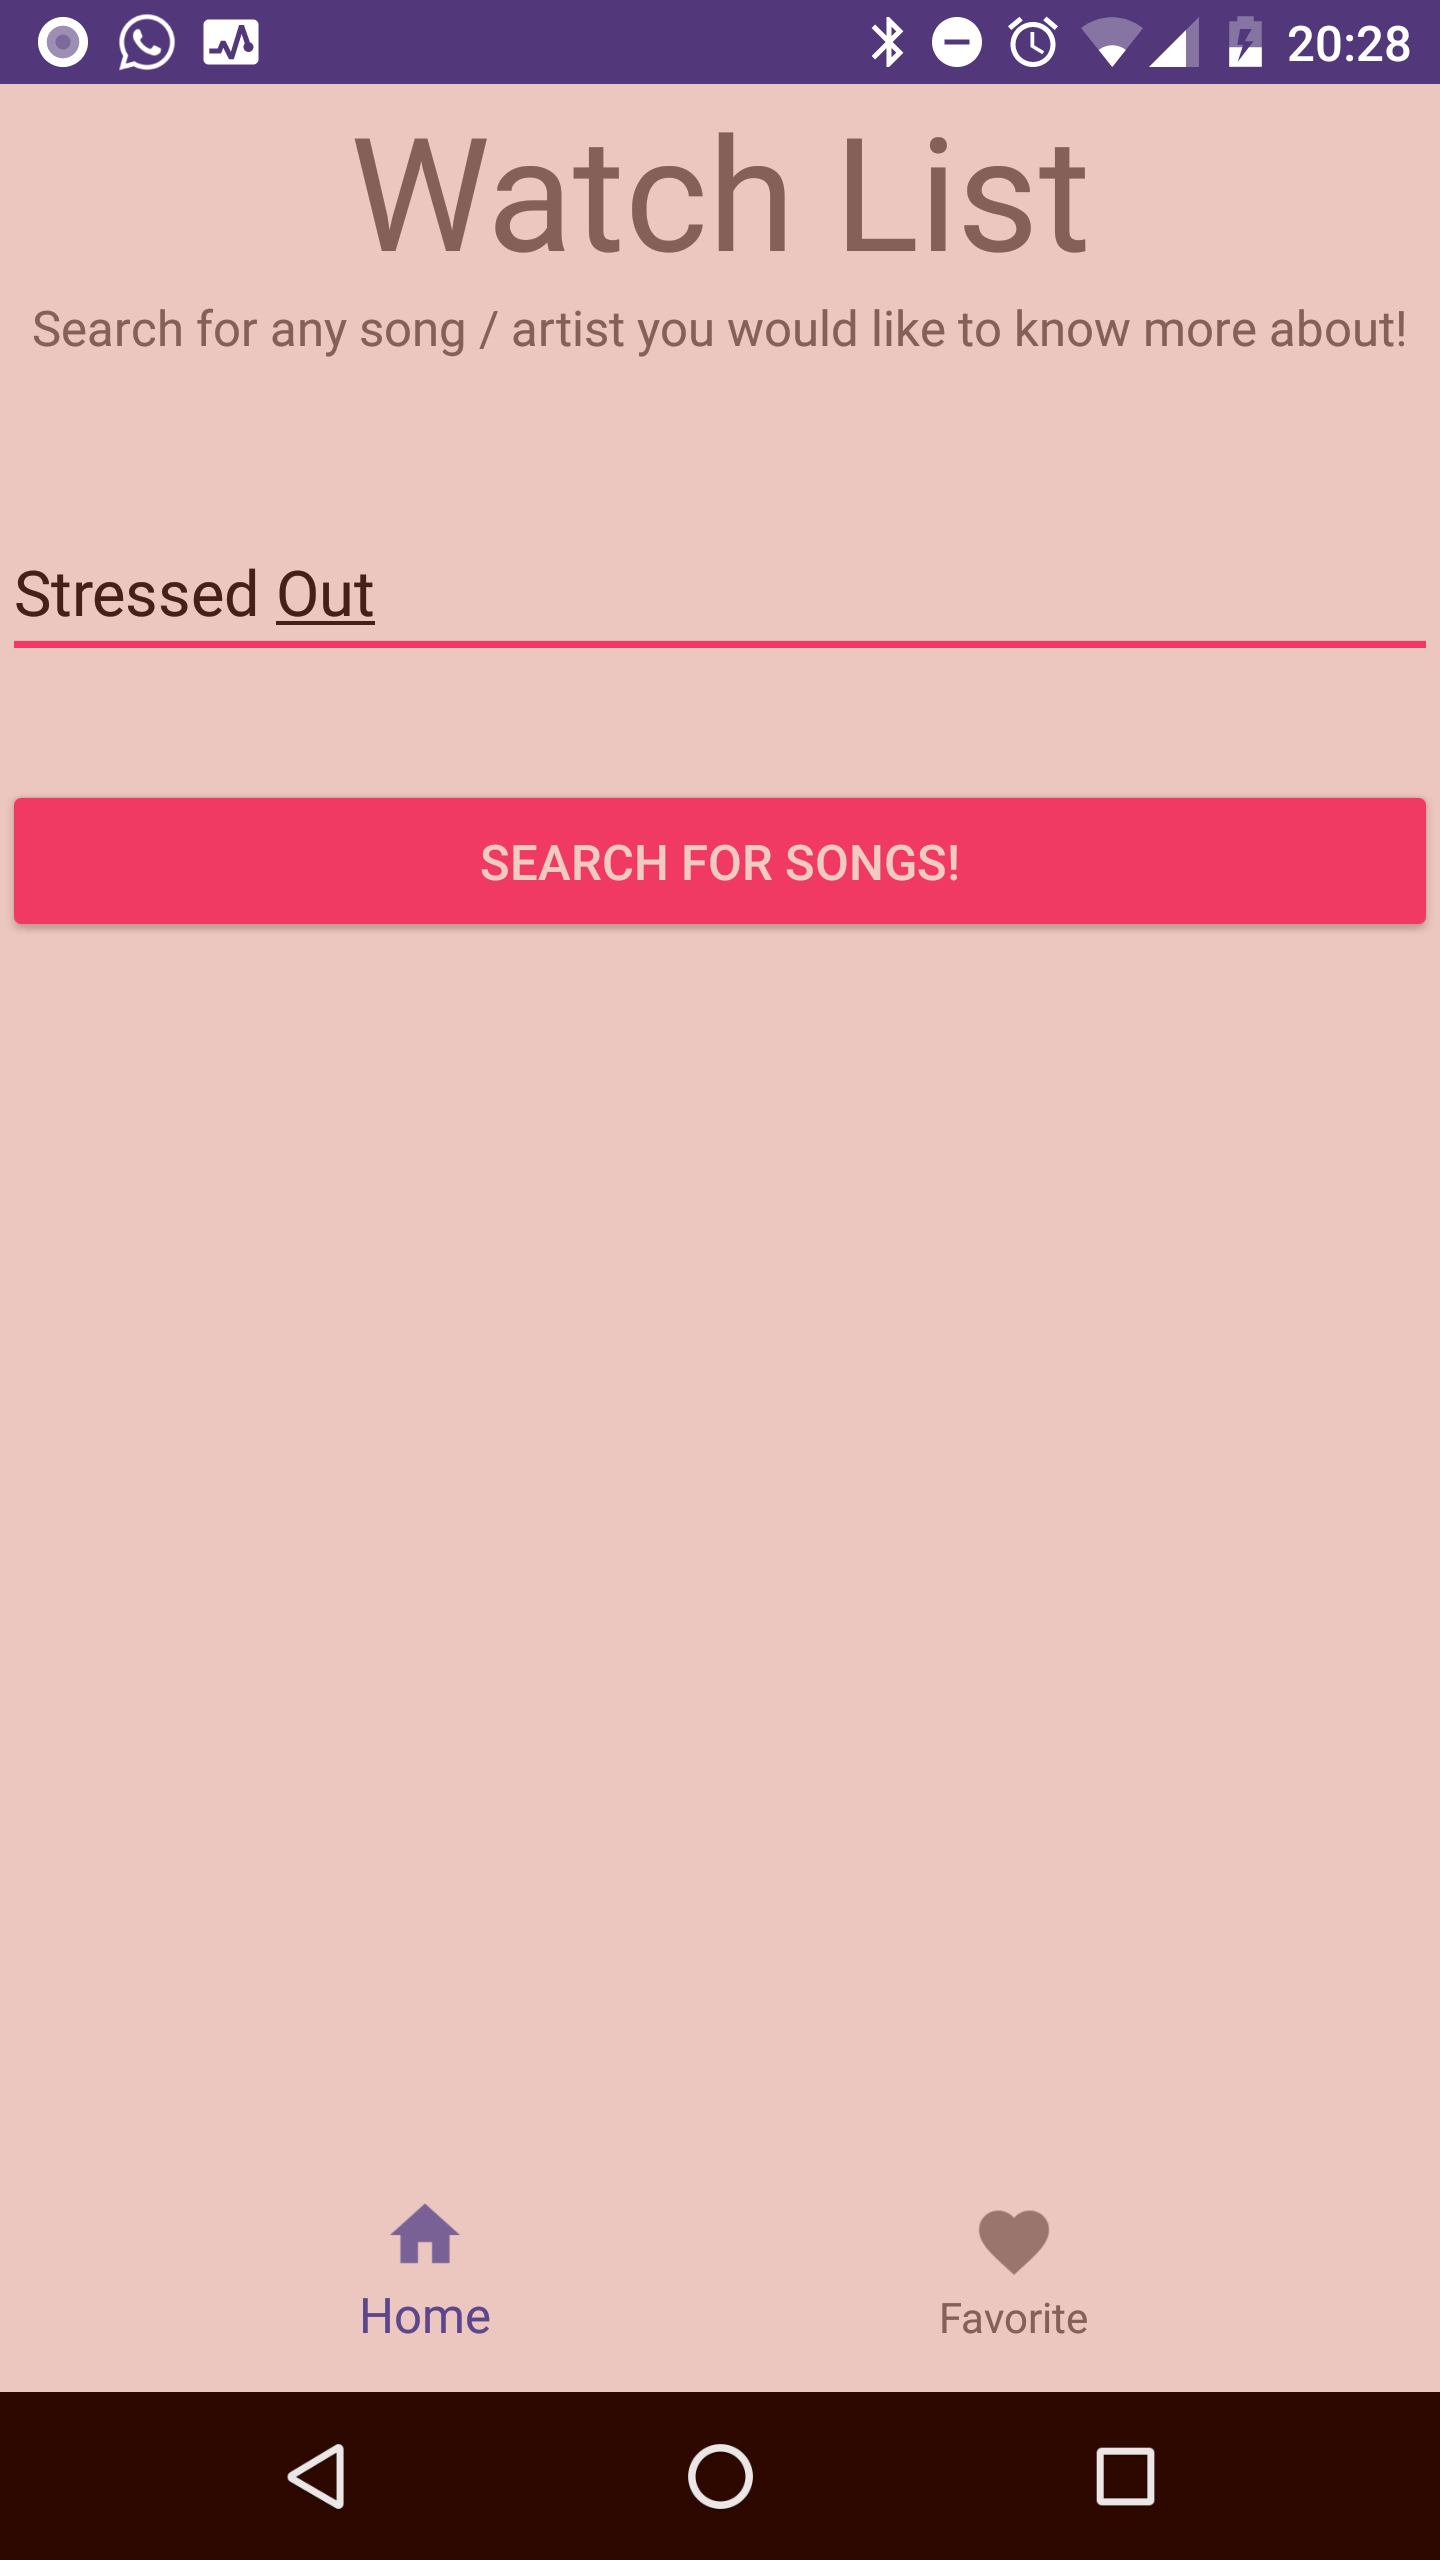 20:28
Watch List
Search for any song / artist you would like to know more about!
Stressed Out
SEARCH FOR SONGS!
Home
Favorite